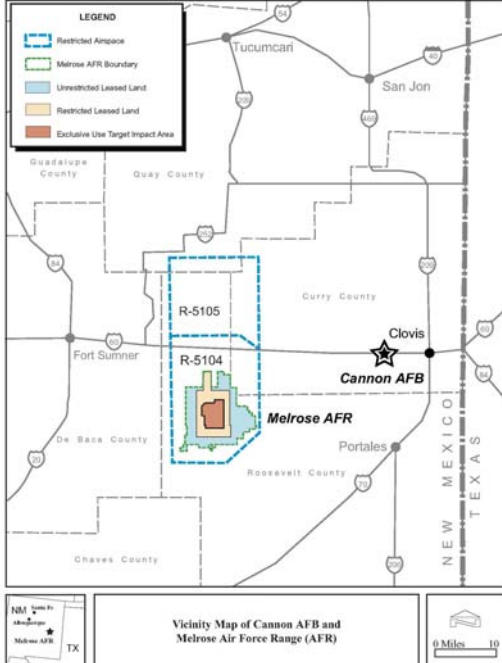 LEGEND
Restricted Airspace
Melrose AFR Boundary
Unrestricted Leased Land
Restricted Leased Land
Exclusive Use Target Impact Area
54
Tucumcari
40
San Jon
209
469
Guadalupe
County
Quay County
252
84
R-5105
Curry County
209
60
Fort Sumner
R-5104
Clovis
60
Cannon AFB
84
Melrose AFR
De Baca County
Portales
20
Roosevelt County
70
NEW MEXICO
TEXAS
Chaves County
206
NM
Santa Fe
Albuquerque
Melrose AFR
TX
Vicinity Map of Cannon AFB and
Melrose Air Force Range (AFR)
0 Miles 10